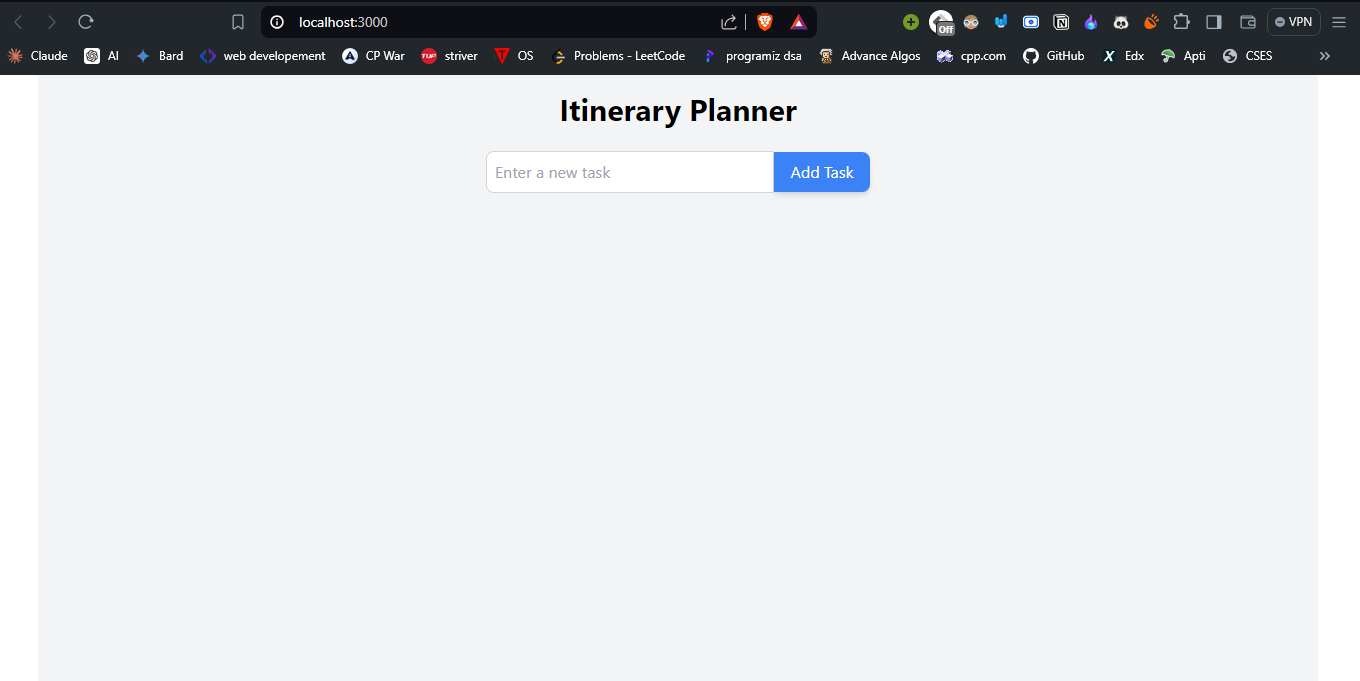 localhost:3000
Off
VPN
Claude AI Bard web developement CP War TUF striver OS Problems - LeetCode programiz dsa Advance Algos cpp.com GitHub Edx Apti CSES
Itinerary Planner
Enter a new task Add Task